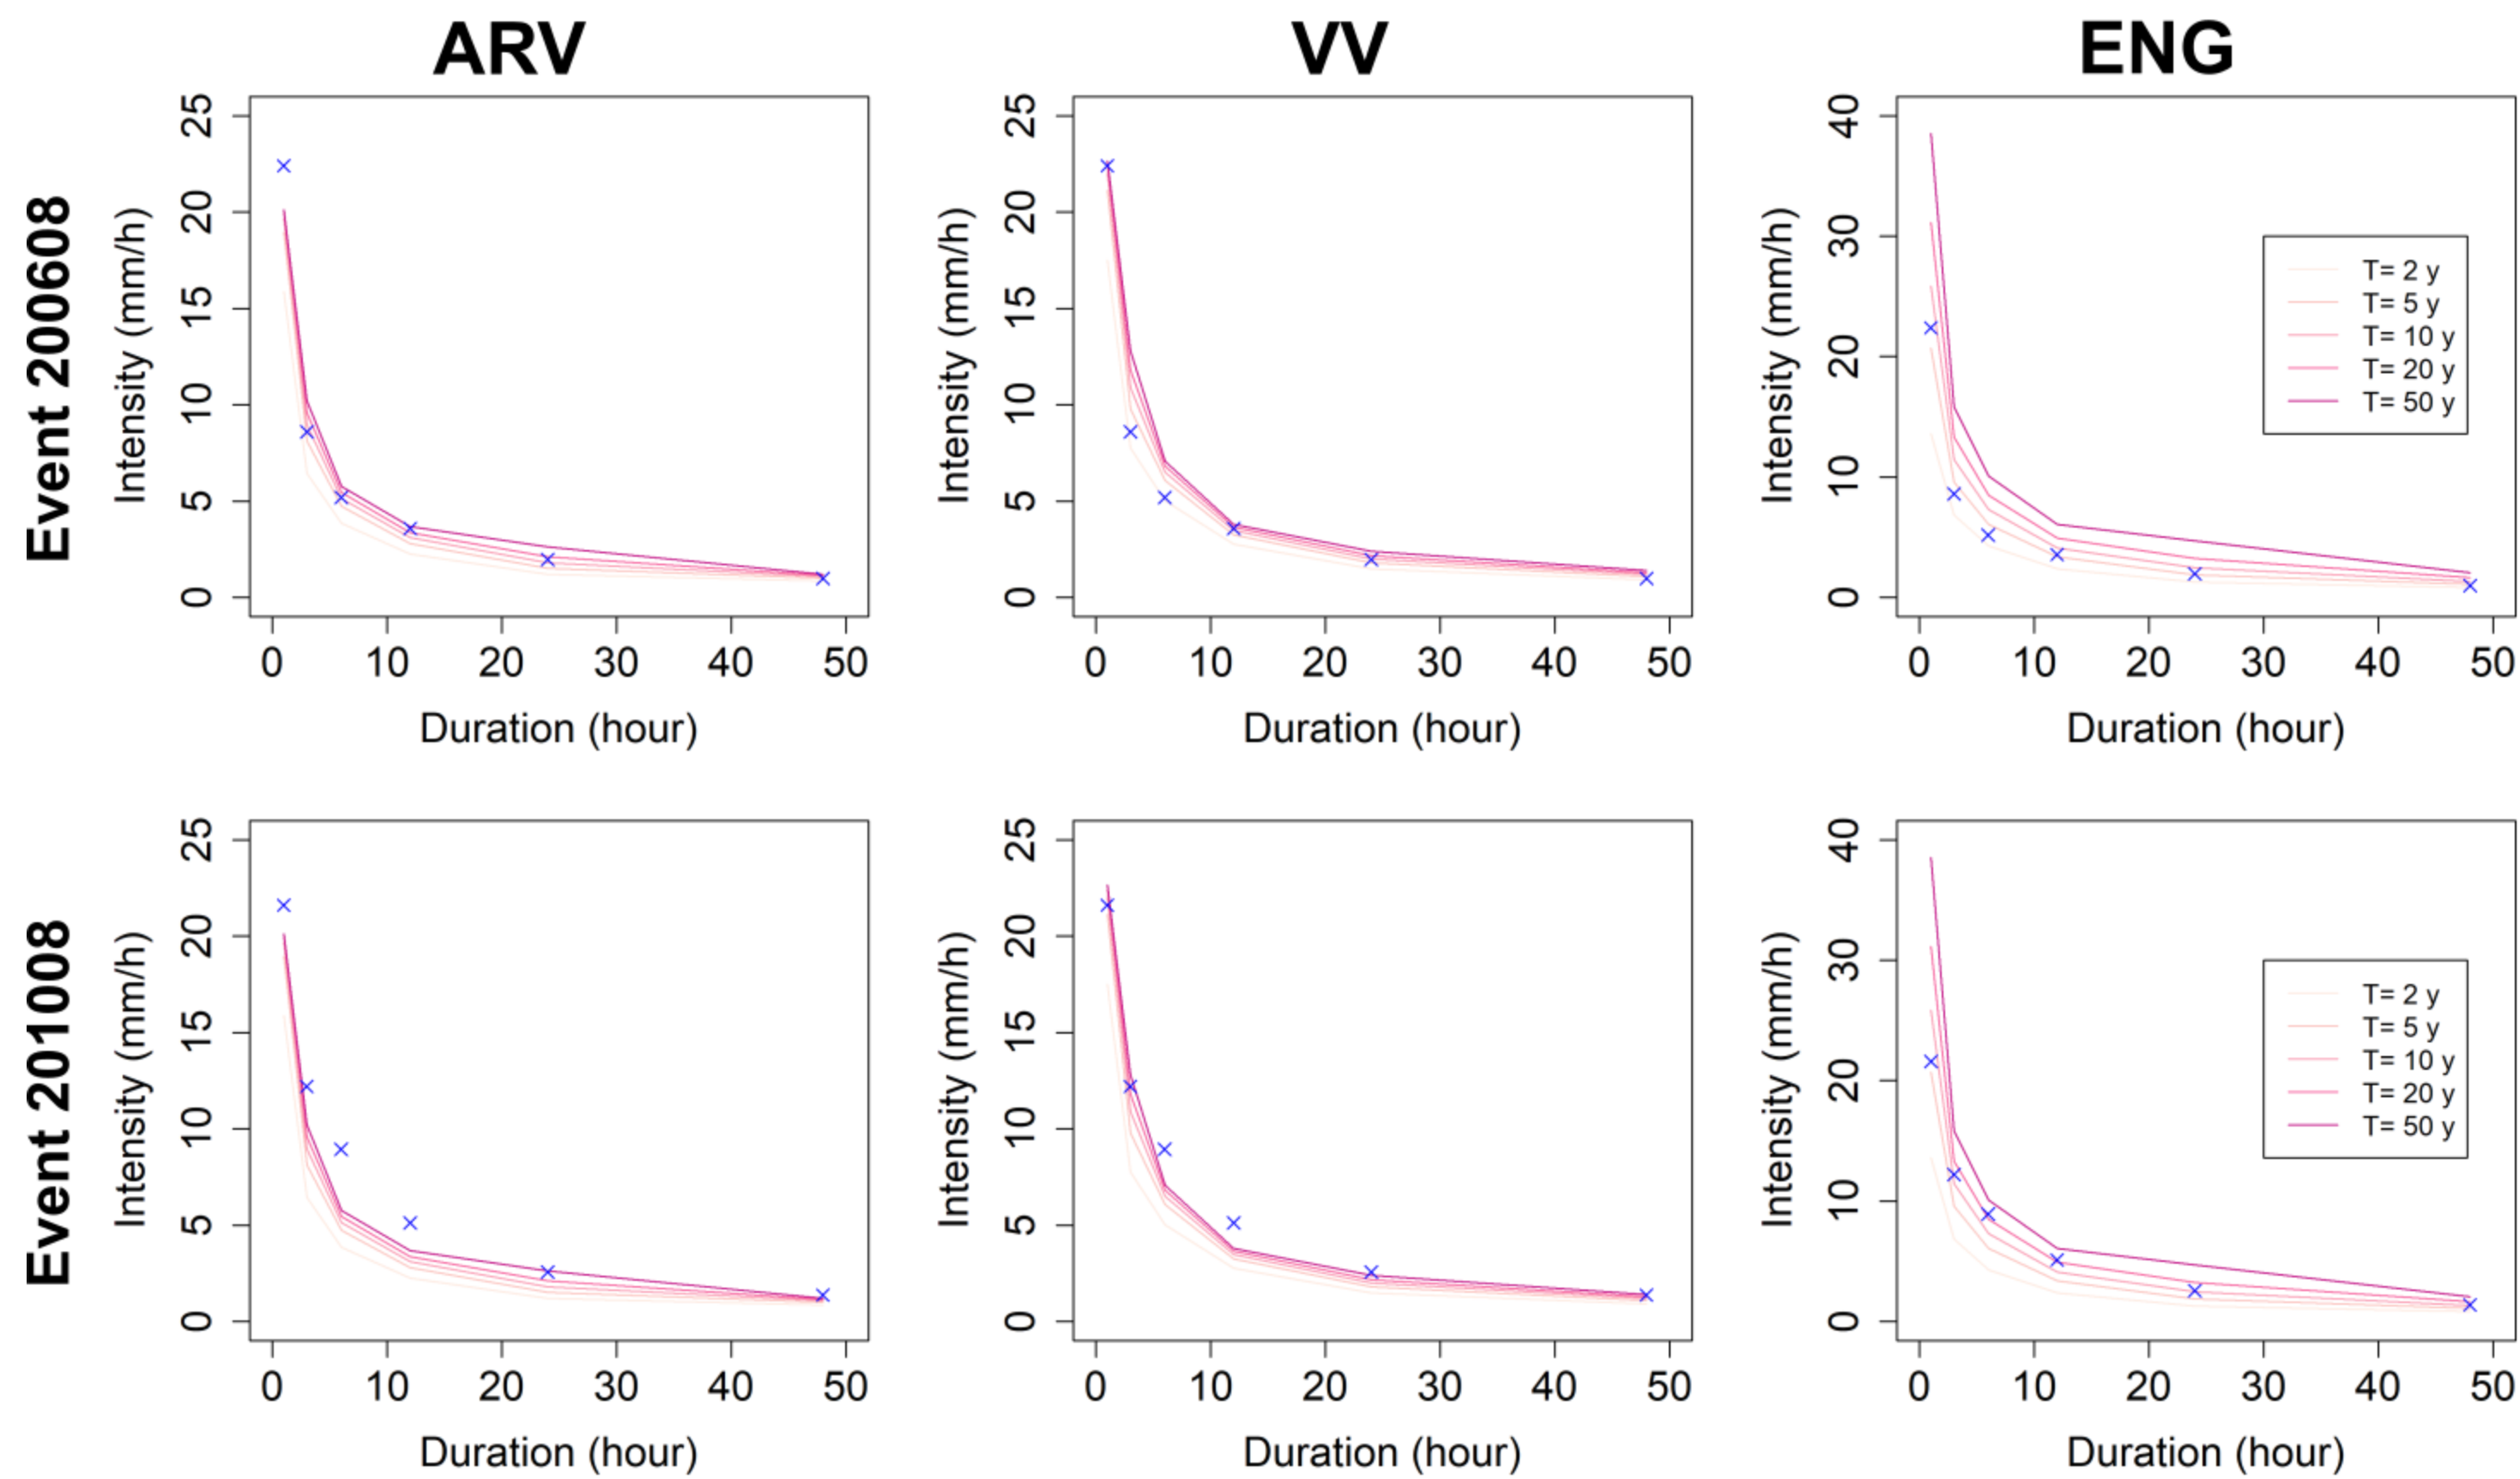 ARV VV ENG
Event 200608
Intensity (mm/h)
0 5 10 15 20 25
0 10 20 30 40 50
Duration (hour)
Intensity (mm/h)
0 5 10 15 20 25
0 10 20 30 40 50
Duration (hour)
Intensity (mm/h)
0 10 20 30 40
T= 2 y
T= 5 y
T= 10 y
T= 20 y
T= 50 y
0 10 20 30 40 50
Duration (hour)
Event 201008
Intensity (mm/h)
0 5 10 15 20 25
0 10 20 30 40 50
Duration (hour)
Intensity (mm/h)
0 5 10 15 20 25
0 10 20 30 40 50
Duration (hour)
Intensity (mm/h)
0 10 20 30 40
T= 2 y
T= 5 y
T= 10 y
T= 20 y
T= 50 y
0 10 20 30 40 50
Duration (hour)